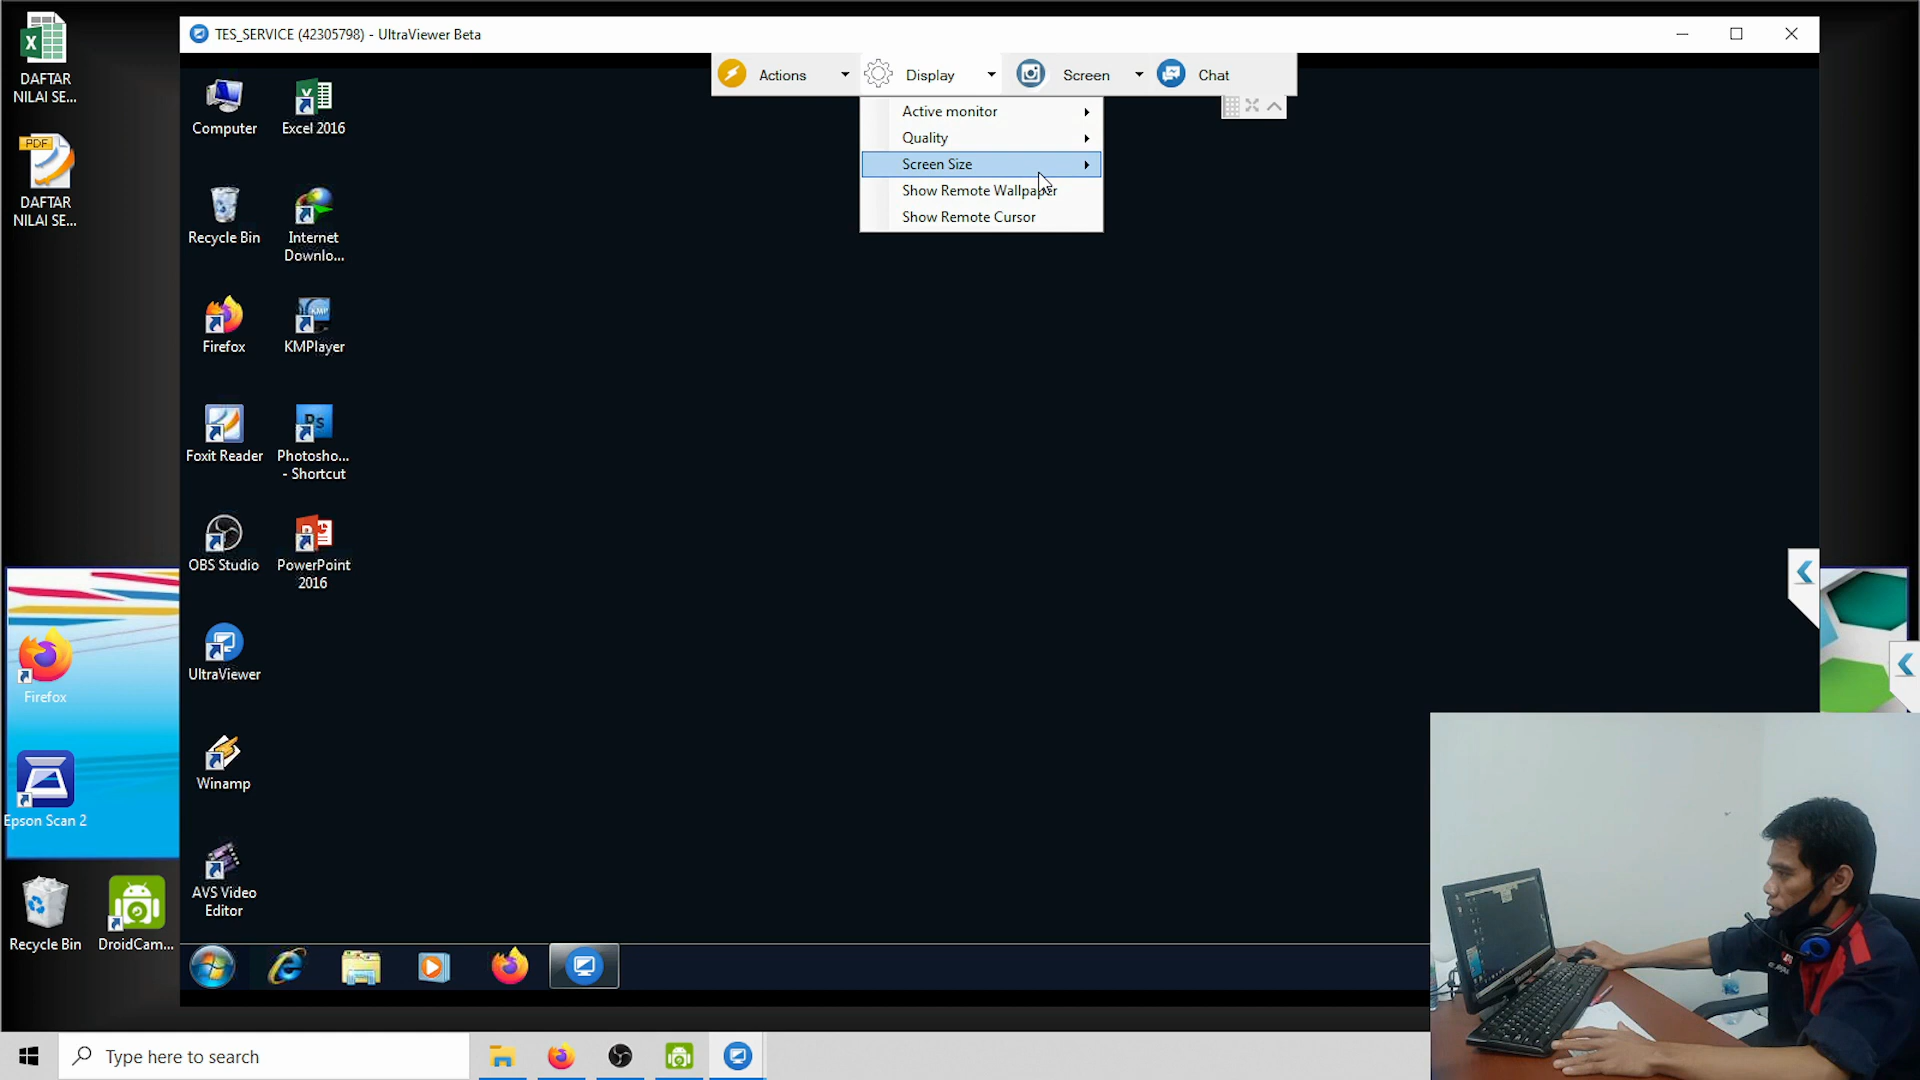 DAFTAR
NILAI SE...
PDF
DAFTAR
NILAI SE...
Firefox
Epson Scan 2
Recycle Bin
DroidCam...
TES_SERVICE (42305798) - UltraViewer Beta
Actions
Display
Screen
Chat
Active monitor
Quality
Screen Size
Show Remote Wallpaper
Show Remote Cursor
Computer
Excel 2016
Recycle Bin
Internet
Downlo...
Firefox
KMP
KMPlayer
Foxit Reader
Ps
Photosho...
- Shortcut
OBS Studio
PowerPoint
2016
UltraViewer
Winamp
AVS Video
Editor
Type here to search